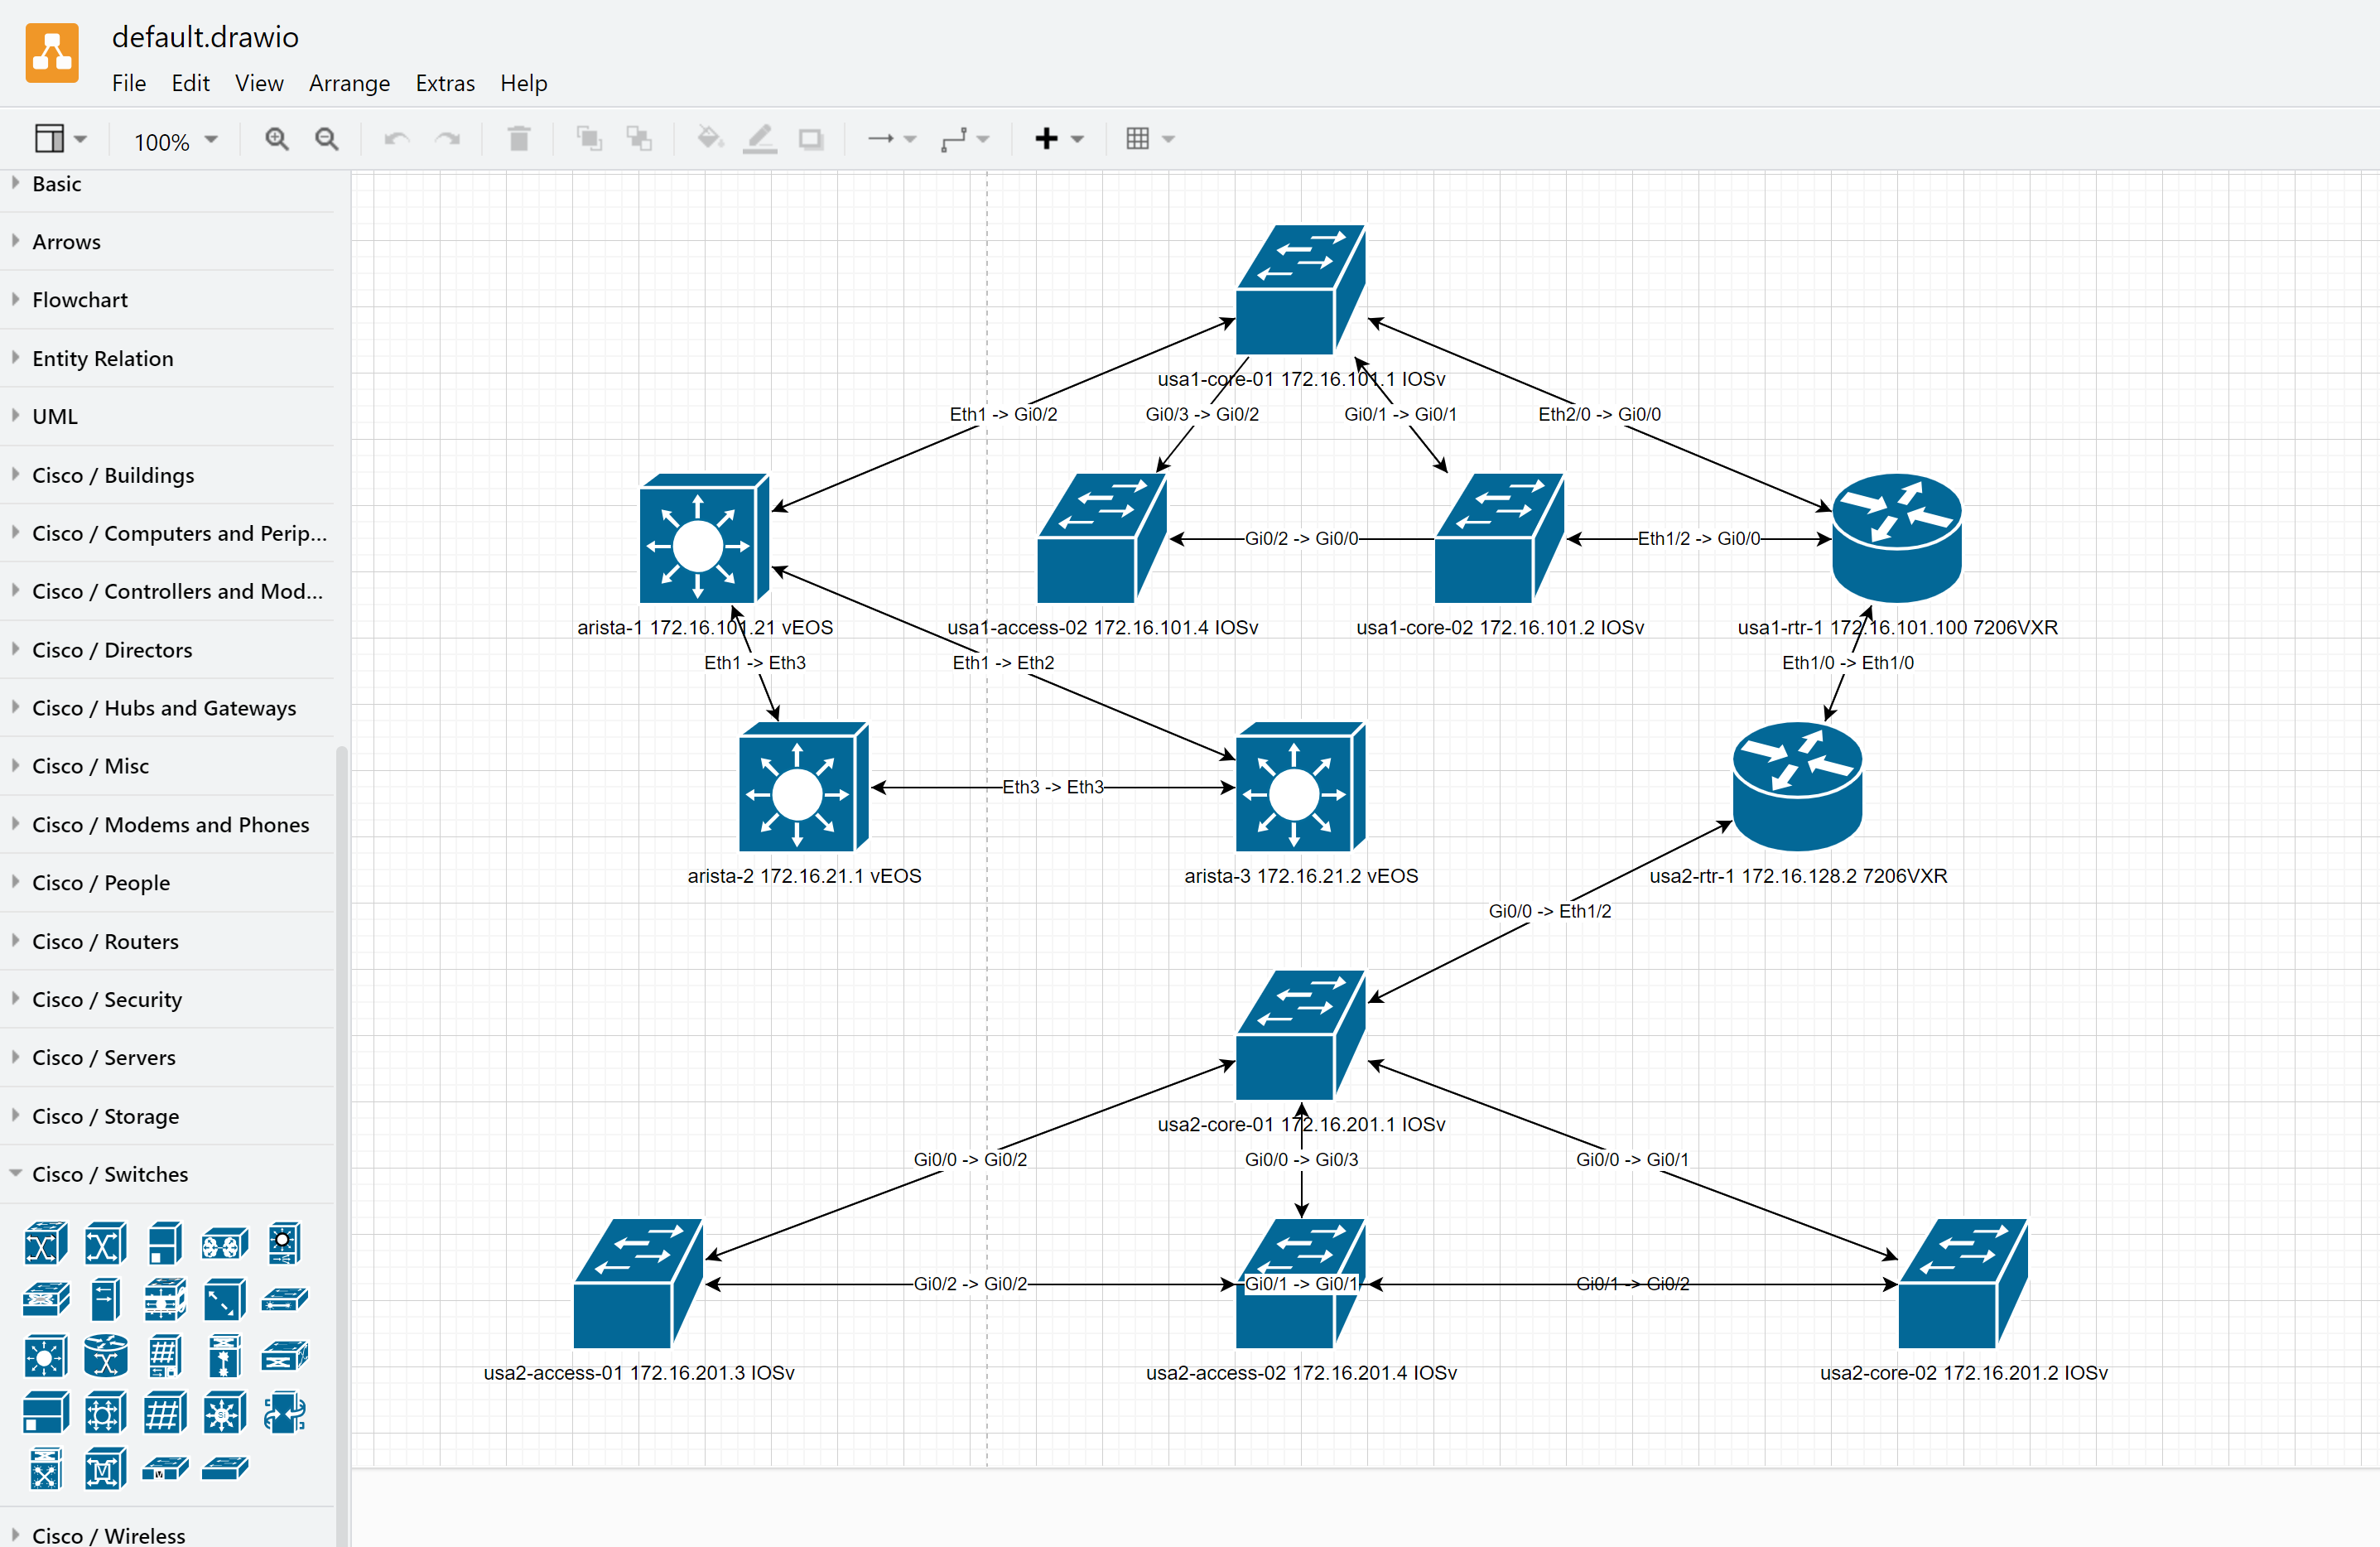 default.drawio
File Edit View Arrange Extras Help
100%
Basic
Arrows
Flowchart
Entity Relation
UML
Cisco / Buildings
Cisco / Computers and Perip...
Cisco / Controllers and Mod...
Cisco / Directors
Cisco / Hubs and Gateways
Cisco / Misc
Cisco / Modems and Phones
Cisco / People
Cisco / Routers
Cisco / Security
Cisco / Servers
Cisco / Storage
Cisco / Switches
Cisco / Wireless
usa1-core-01 172.16.101.1 IOSv
Eth1 -> Gi0/2
Gi0/3 -> Gi0/2
Gi0/1 -> Gi0/1
Eth2/0 -> Gi0/0
Gi0/2 -> Gi0/0
Eth1/2 -> Gi0/0
arista-1 172.16.101.21 vEOS
usa1-access-02 172.16.101.4 IOSv
usa1-core-02 172.16.101.2 IOSv
usa1-rtr-1 172.16.101.100 7206VXR
Eth1 -> Eth3
Eth1 -> Eth2
Eth1/0 -> Eth1/0
Eth3 -> Eth3
arista-2 172.16.21.1 vEOS
arista-3 172.16.21.2 vEOS
usa2-rtr-1 172.16.128.2 7206VXR
Gi0/0 -> Eth1/2
usa2-core-01 172.16.201.1 IOSv
Gi0/0 -> Gi0/2
Gi0/0 -> Gi0/3
Gi0/0 -> Gi0/1
Gi0/2 -> Gi0/2
Gi0/1 -> Gi0/1
Gi0/1 -> Gi0/2
usa2-access-01 172.16.201.3 IOSv
usa2-access-02 172.16.201.4 IOSv
usa2-core-02 172.16.201.2 IOSv